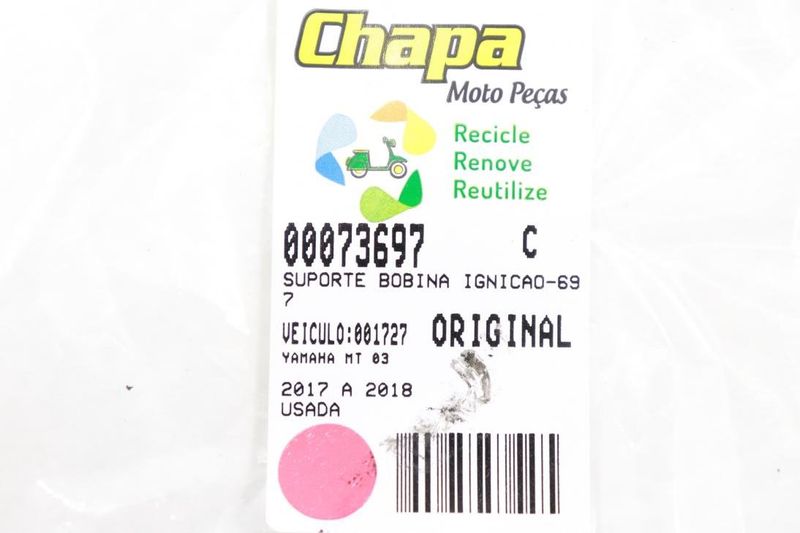 Chapa
Moto Peças
Recicle
Renove
Reutilize
00073697 C
SUPORTE BOBINA IGNICAO-69
7
VEICULO:001727 ORIGINAL
YAMAHA MT 03
2017 A 2018
USADA